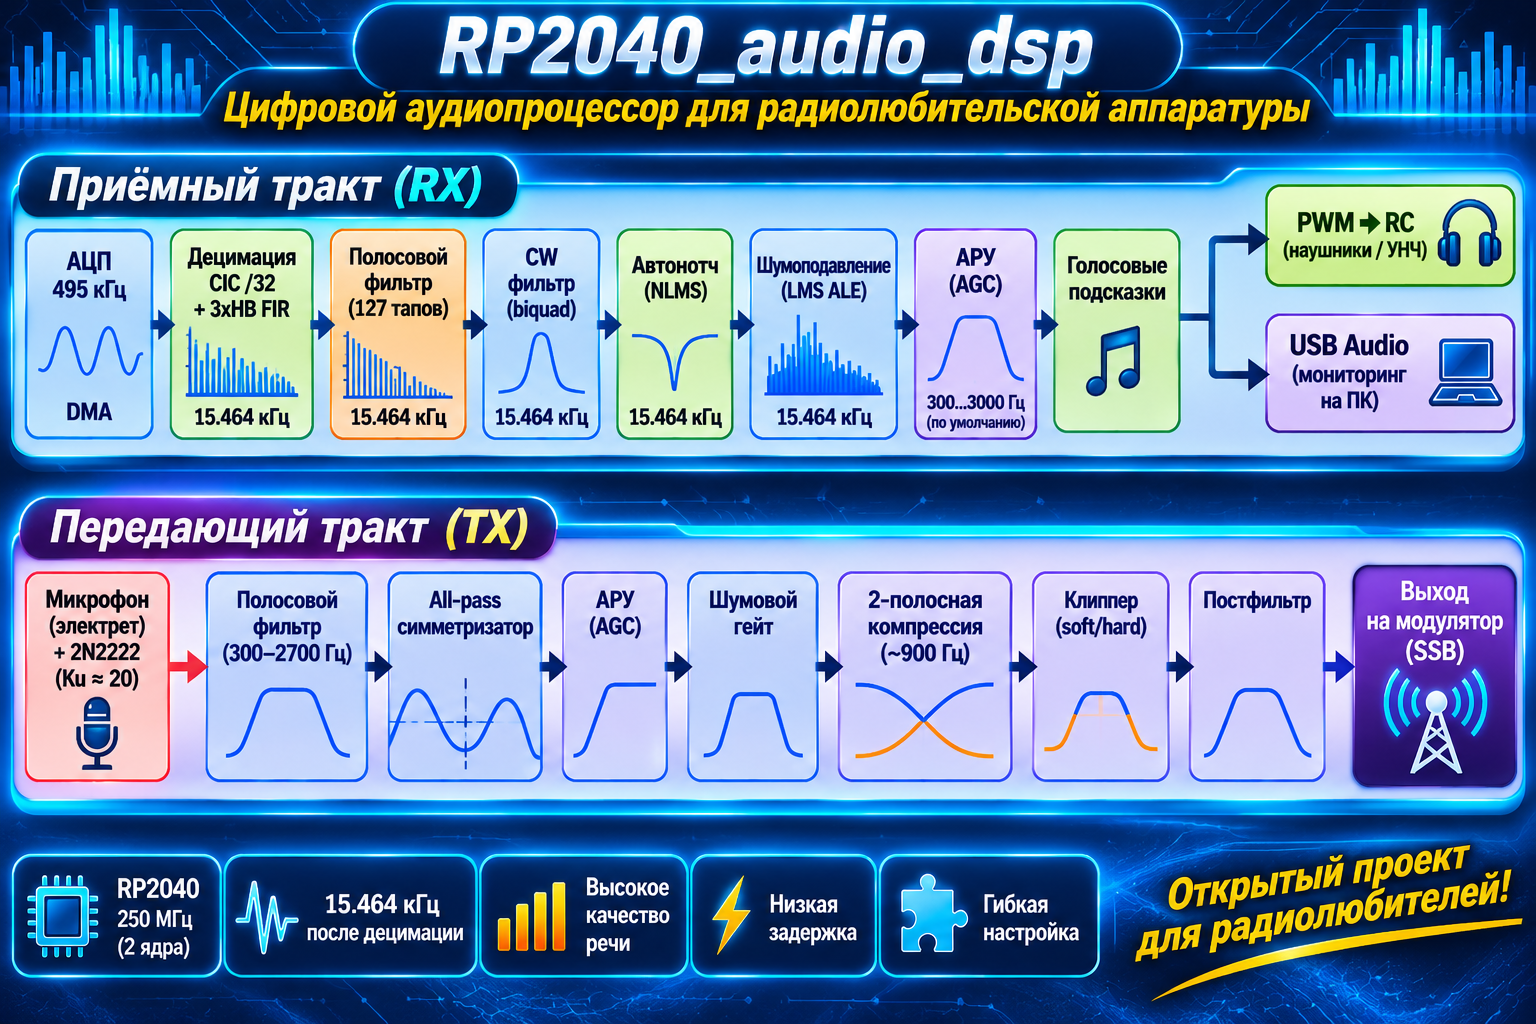 RP2040_audio_dsp
Цифровой аудиопроцессор для радиолюбительской аппаратуры
Приёмный тракт (RX)
АЦП
495 кГц
DMA
Децимация
CIC /32
+ 3xHB FIR
15.464 кГц
Полосовой
фильтр
(127 тапов)
15.464 кГц
CW
фильтр
(biquad)
15.464 кГц
Автонотч
(NLMS)
15.464 кГц
Шумоподавление
(LMS ALE)
15.464 кГц
АРУ
(AGC)
300...3000 Гц
(по умолчанию)
Голосовые
подсказки
PWM ➔ RC
(наушники / УНЧ)
USB Audio
(мониторинг
на ПК)
Передающий тракт (TX)
Микрофон
(электрет)
+ 2N2222
(Ku ≈ 20)
Полосовой
фильтр
(300–2700 Гц)
All-pass
симметризатор
АРУ
(AGC)
Шумовой
гейт
2-полосная
компрессия
(~900 Гц)
Клиппер
(soft/hard)
Постфильтр
Выход
на модулятор
(SSB)
RP2040
250 МГц
(2 ядра)
15.464 кГц
после децимации
Высокое
качество
речи
Низкая
задержка
Гибкая
настройка
Открытый проект
для радиолюбителей!